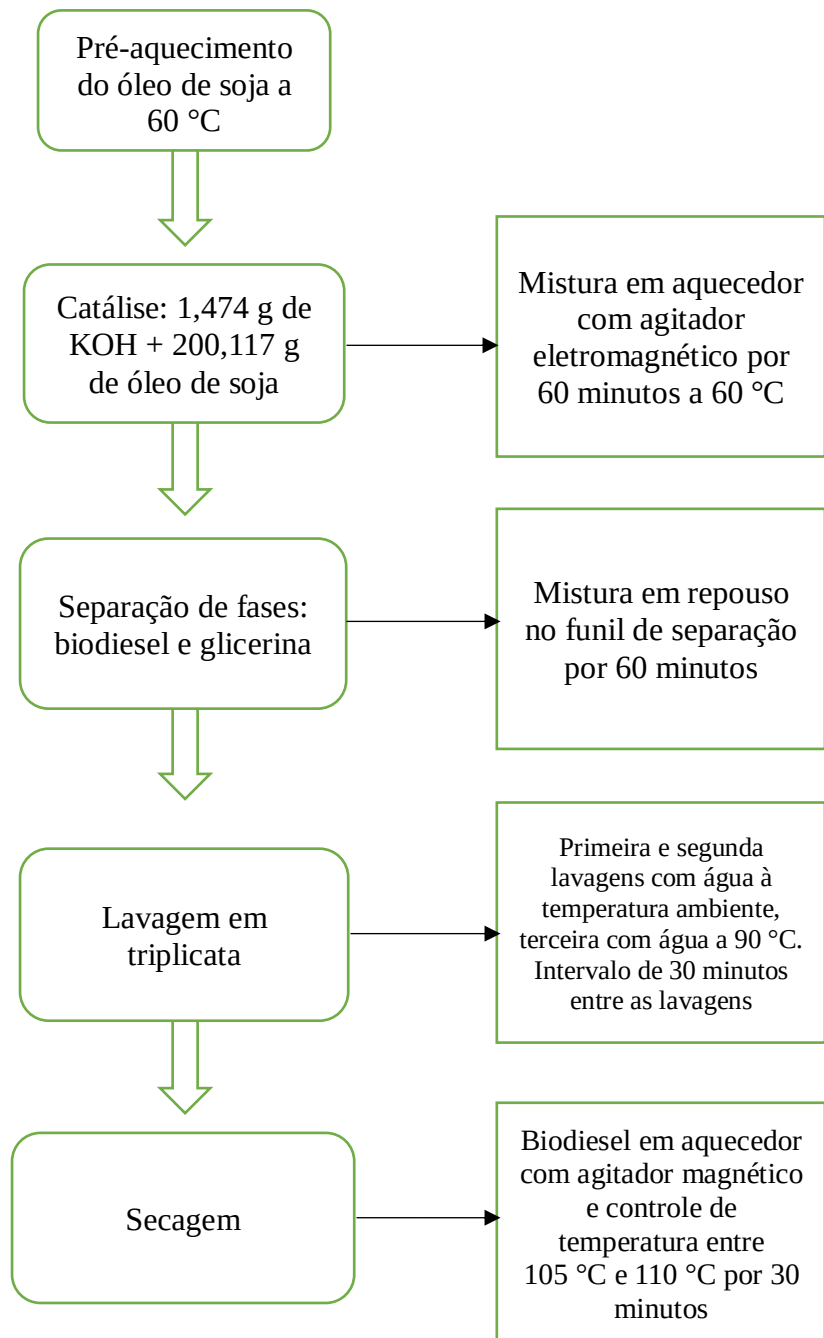 Pré-aquecimento
do óleo de soja a
60 °C
Catálise: 1,474 g de
KOH + 200,117 g
de óleo de soja
Mistura em aquecedor
com agitador
eletromagnético por
60 minutos a 60 °C
Separação de fases:
biodiesel e glicerina
Mistura em repouso
no funil de separação
por 60 minutos
Lavagem em
triplicata
Primeira e segunda
lavagens com água à
temperatura ambiente,
terceira com água a 90 °C.
Intervalo de 30 minutos
entre as lavagens
Secagem
Biodiesel em aquecedor
com agitador magnético
e controle de
temperatura entre
105 °C e 110 °C por 30
minutos